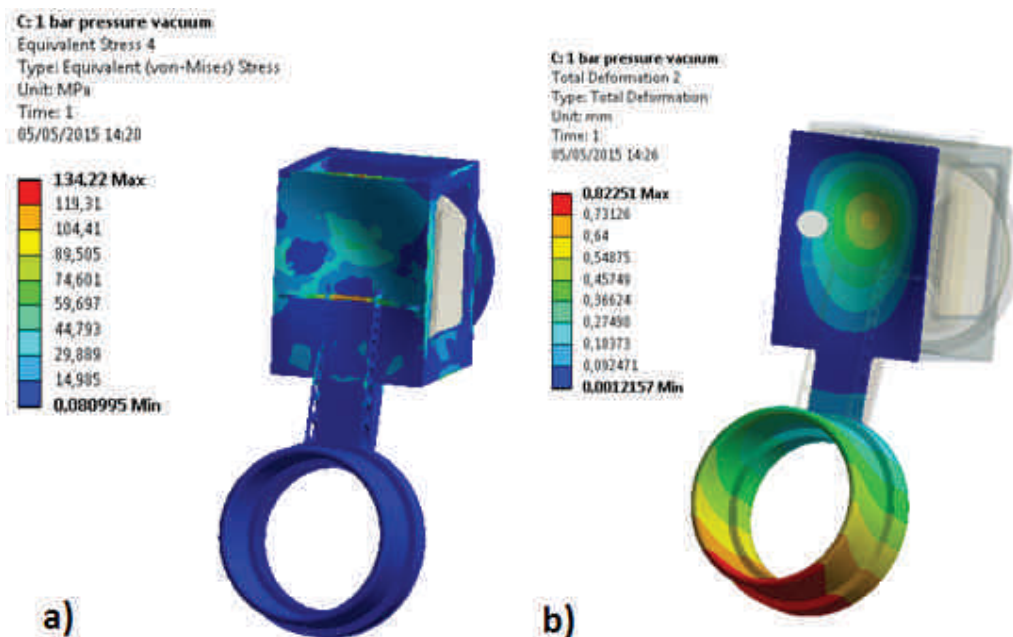 C: 1 bar pressure vacuum
Equivalent Stress 4
Type: Equivalent (von-Mises) Stress
Unit: MPa
Time: 1
05/05/2015 14:20
134,22 Max
119,31
104,41
89,505
74,601
59,697
44,793
29,889
14,985
0,080995 Min
a)
C: 1 bar pressure vacuum
Total Deformation 2
Type: Total Deformation
Unit: mm
Time: 1
05/05/2015 14:26
0,82251 Max
0,73126
0,64
0,54875
0,45749
0,36624
0,27498
0,18373
0,092471
0,0012157 Min
b)